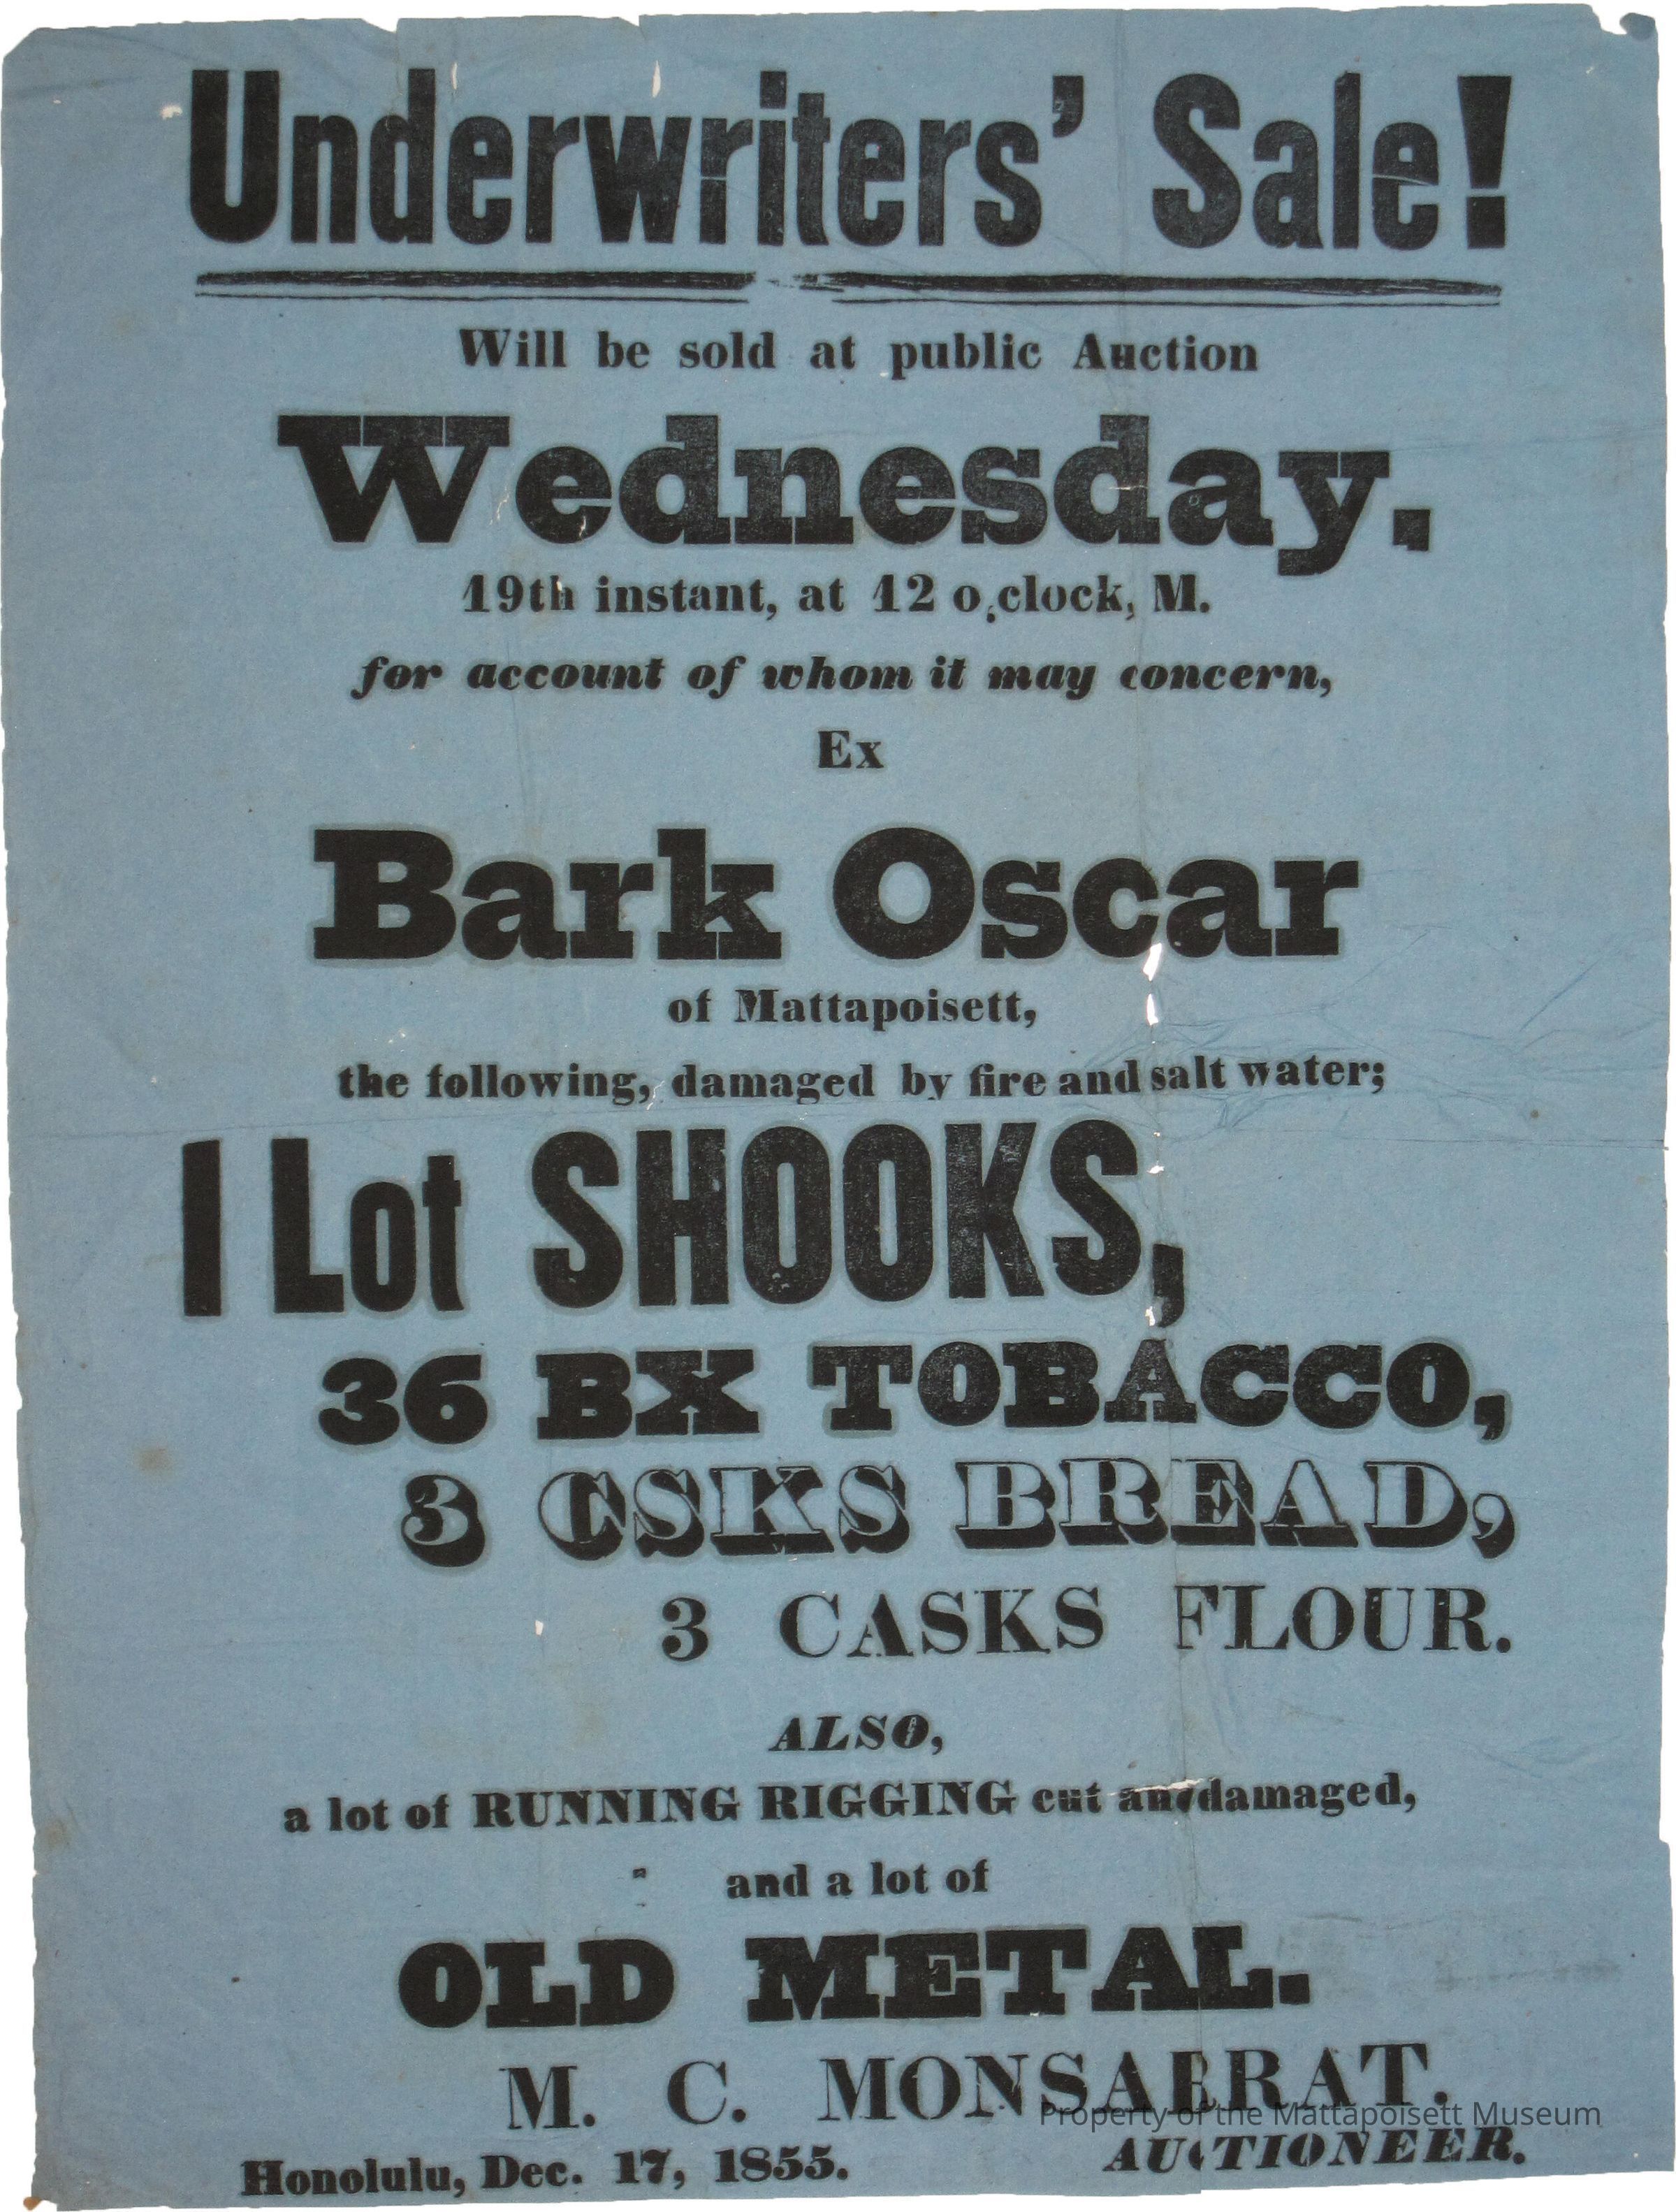 Underwriters' Sale!
Will be sold at public Auction
Wednesday.
19th instant, at 12 o,clock, M.
for account of whom it may concern,
Ex
Bark Oscar
of Mattapoisett,
the following, damaged by fire and salt water;
1 Lot SHOOKS,
36 BX TOBACCO,
3 CSKS BREAD,
3 CASKS FLOUR.
ALSO,
a lot of RUNNING RIGGING cut and damaged,
and a lot of
OLD METAL.
M. C. MONSARRAT.
Property of the Mattapoisett Museum
AUCTIONEER.
Honolulu, Dec. 17, 1855.